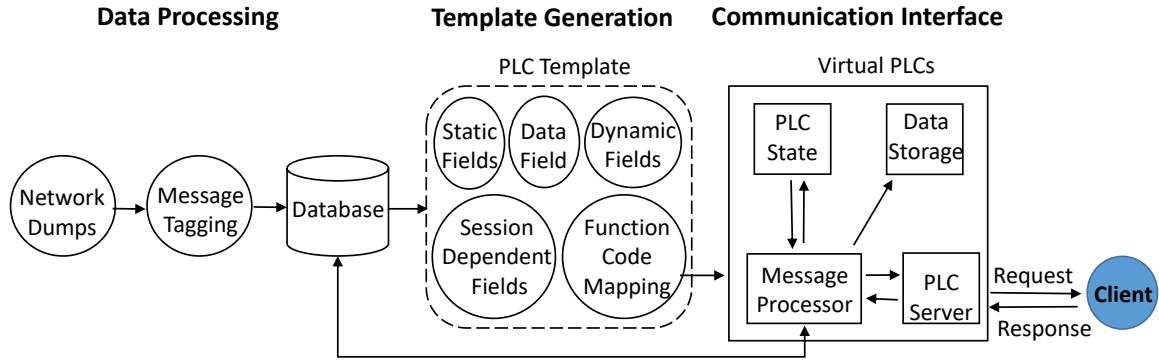 Data Processing
Template Generation
Communication Interface
PLC Template
Virtual PLCs
Static
Fields
Data
Field
Dynamic
Fields
PLC
State
Data
Storage
Network
Dumps
Message
Tagging
Database
Session
Dependent
Fields
Function
Code
Mapping
Message
Processor
PLC
Server
Request
Response
Client